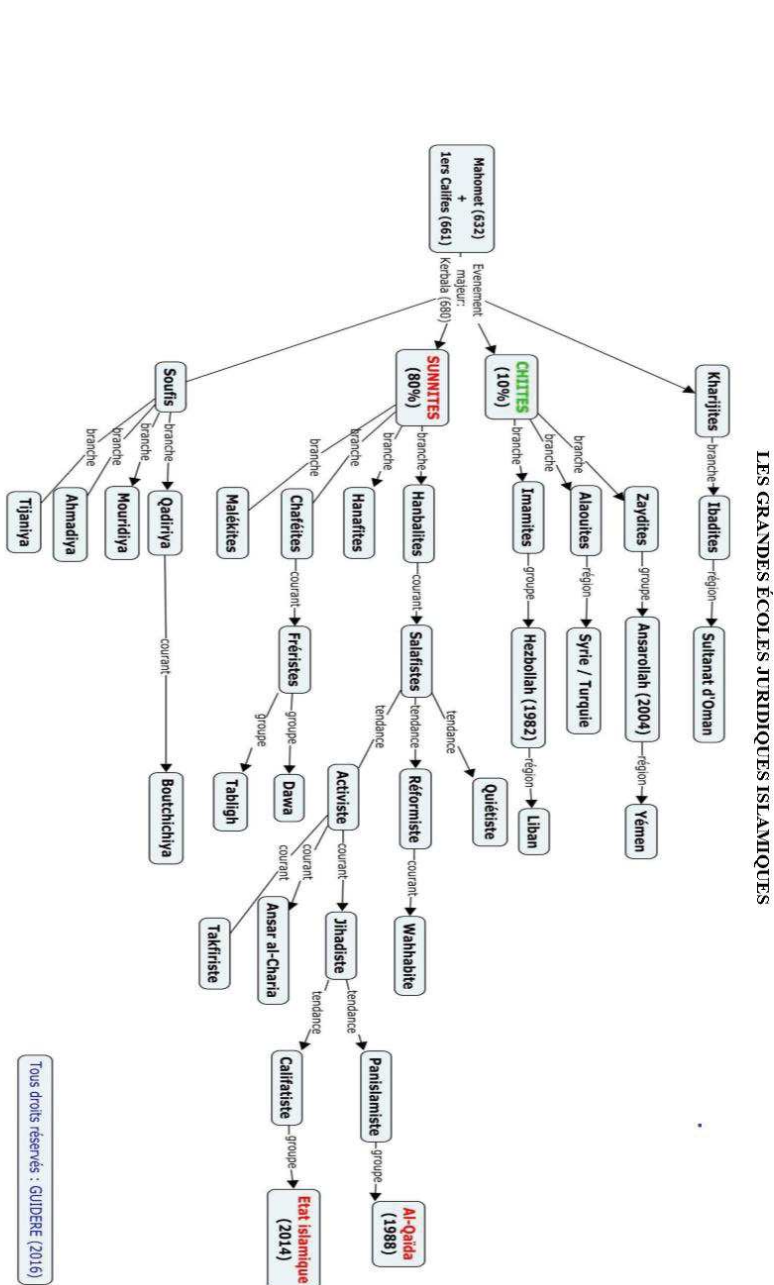 LES GRANDES ÉCOLES JURIDIQUES ISLAMIQUES
Mahomet (632)
+
1ers Califes (661)
Evenement
majeur:
Kerbala (680)
Kharijites
branche
Ibadites
région
Sultanat d'Oman
CHIITES
(10%)
branche
Zaydites
groupe
Ansarollah (2004)
région
Yémen
branche
Alaouites
région
Syrie / Turquie
branche
Imamites
groupe
Hezbollah (1982)
région
Liban
SUNNITES
(80%)
branche
Hanbalites
courant
Salafistes
tendance
Quiétiste
tendance
Réformiste
courant
Wahhabite
tendance
Activiste
courant
Jihadiste
tendance
Panislamiste
groupe
Al-Qaïda
(1988)
tendance
Califatiste
groupe
Etat islamique
(2014)
courant
Ansar al-Charia
courant
Takfiriste
branche
Hanafites
branche
Chaféites
courant
Fréristes
groupe
Dawa
groupe
Tabligh
branche
Malékites
Soufis
branche
Qadiriya
courant
Boutchichiya
branche
Mouridiya
branche
Ahmadiya
branche
Tijaniya
Tous droits réservés : GUIDERE (2016)